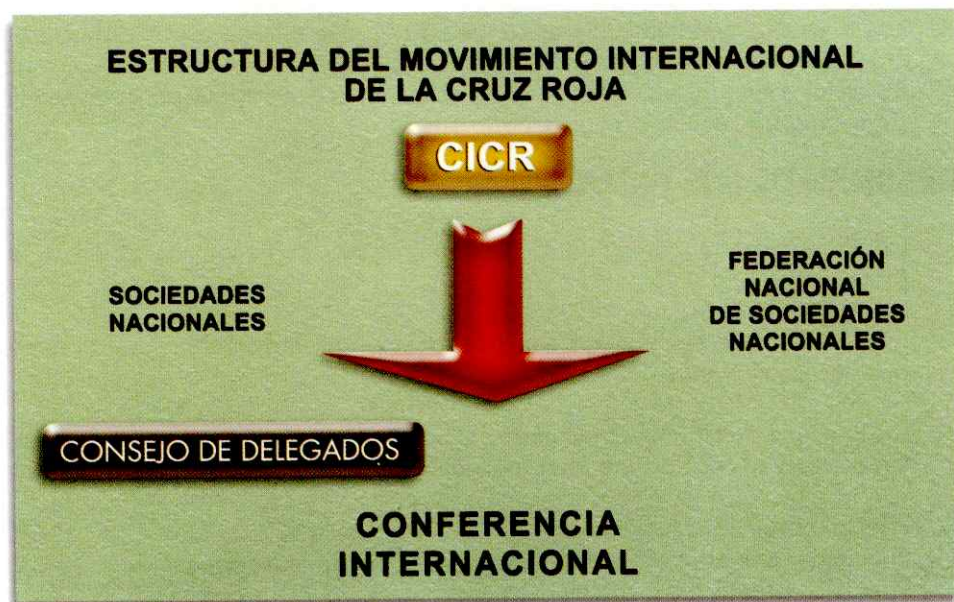 ESTRUCTURA DEL MOVIMIENTO INTERNACIONAL
DE LA CRUZ ROJA
CICR
SOCIEDADES
NACIONALES
FEDERACIÓN
NACIONAL
DE SOCIEDADES
NACIONALES
CONSEJO DE DELEGADOS
CONFERENCIA
INTERNACIONAL